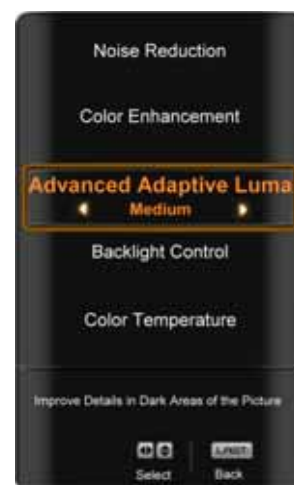 Noise Reduction
Color Enhancement
Advanced Adaptive Luma
Medium
Backlight Control
Color Temperature
Improve Details in Dark Areas of the Picture
LAST
Select Back